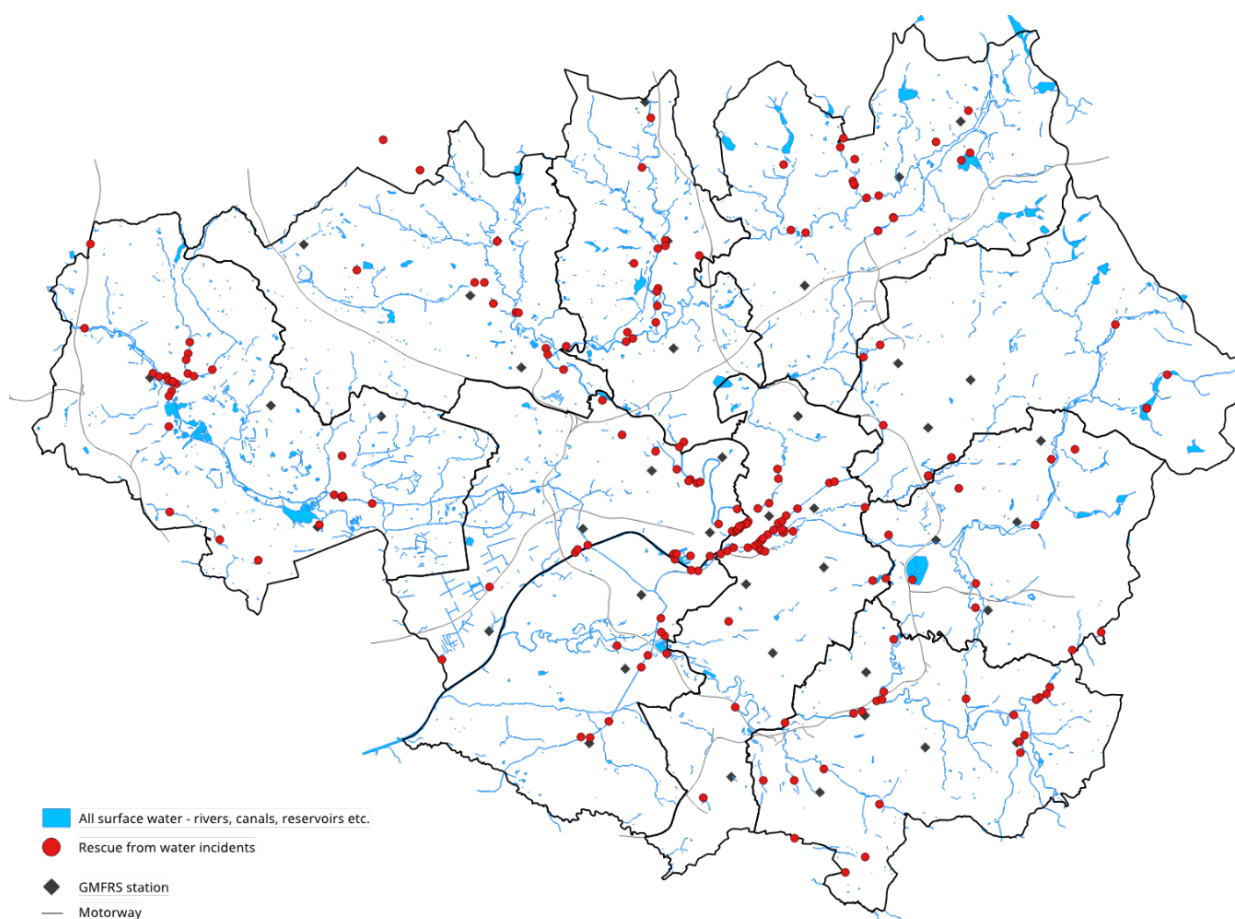 All surface water - rivers, canals, reservoirs etc.
Rescue from water incidents
GMFRS station
Motorway